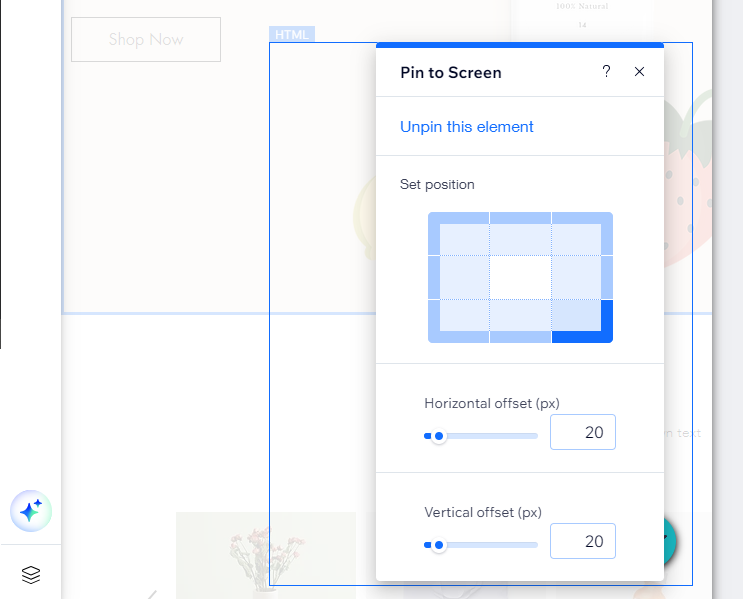 100% Natural
14
Shop Now
HTML
Pin to Screen
?
Unpin this element
Set position
Horizontal offset (px)
20
n text
Vertical offset (px)
20